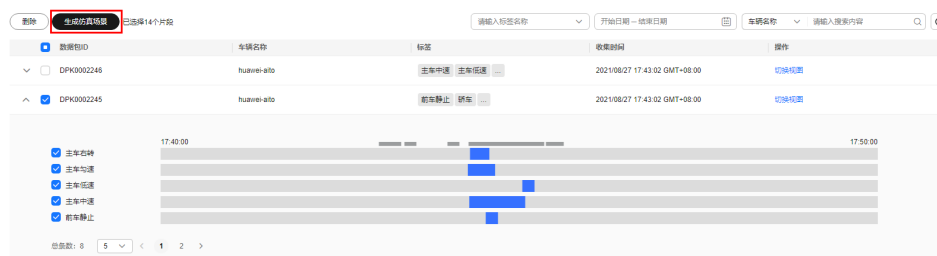 删除 生成仿真场景 已选择14个片段 请输入标签名称 开始日期 – 结束日期 车辆名称 请输入搜索内容
数据包ID 车辆名称 标签 收集时间 操作
DPK0002246 huawei-aito 主车中速 主车低速 ... 2021/08/27 17:43:02 GMT+08:00 切换视图
DPK0002245 huawei-aito 前车静止 轿车 ... 2021/08/27 17:43:02 GMT+08:00 切换视图
17:40:00 17:50:00
主车右转
主车匀速
主车低速
主车中速
前车静止
总条数: 8 5 < 1 2 >